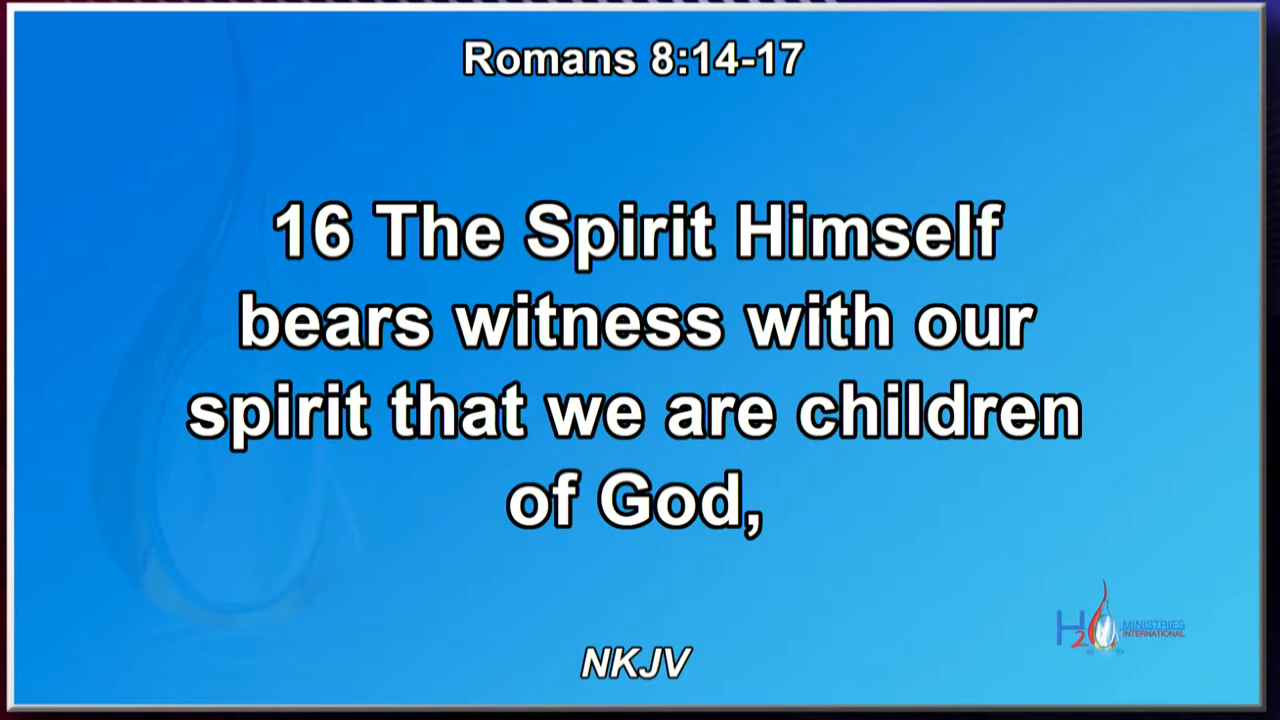 Romans 8:14-17
16 The Spirit Himself
bears witness with our
spirit that we are children
of God,
H2O MINISTRIES
INTERNATIONAL
NKJV